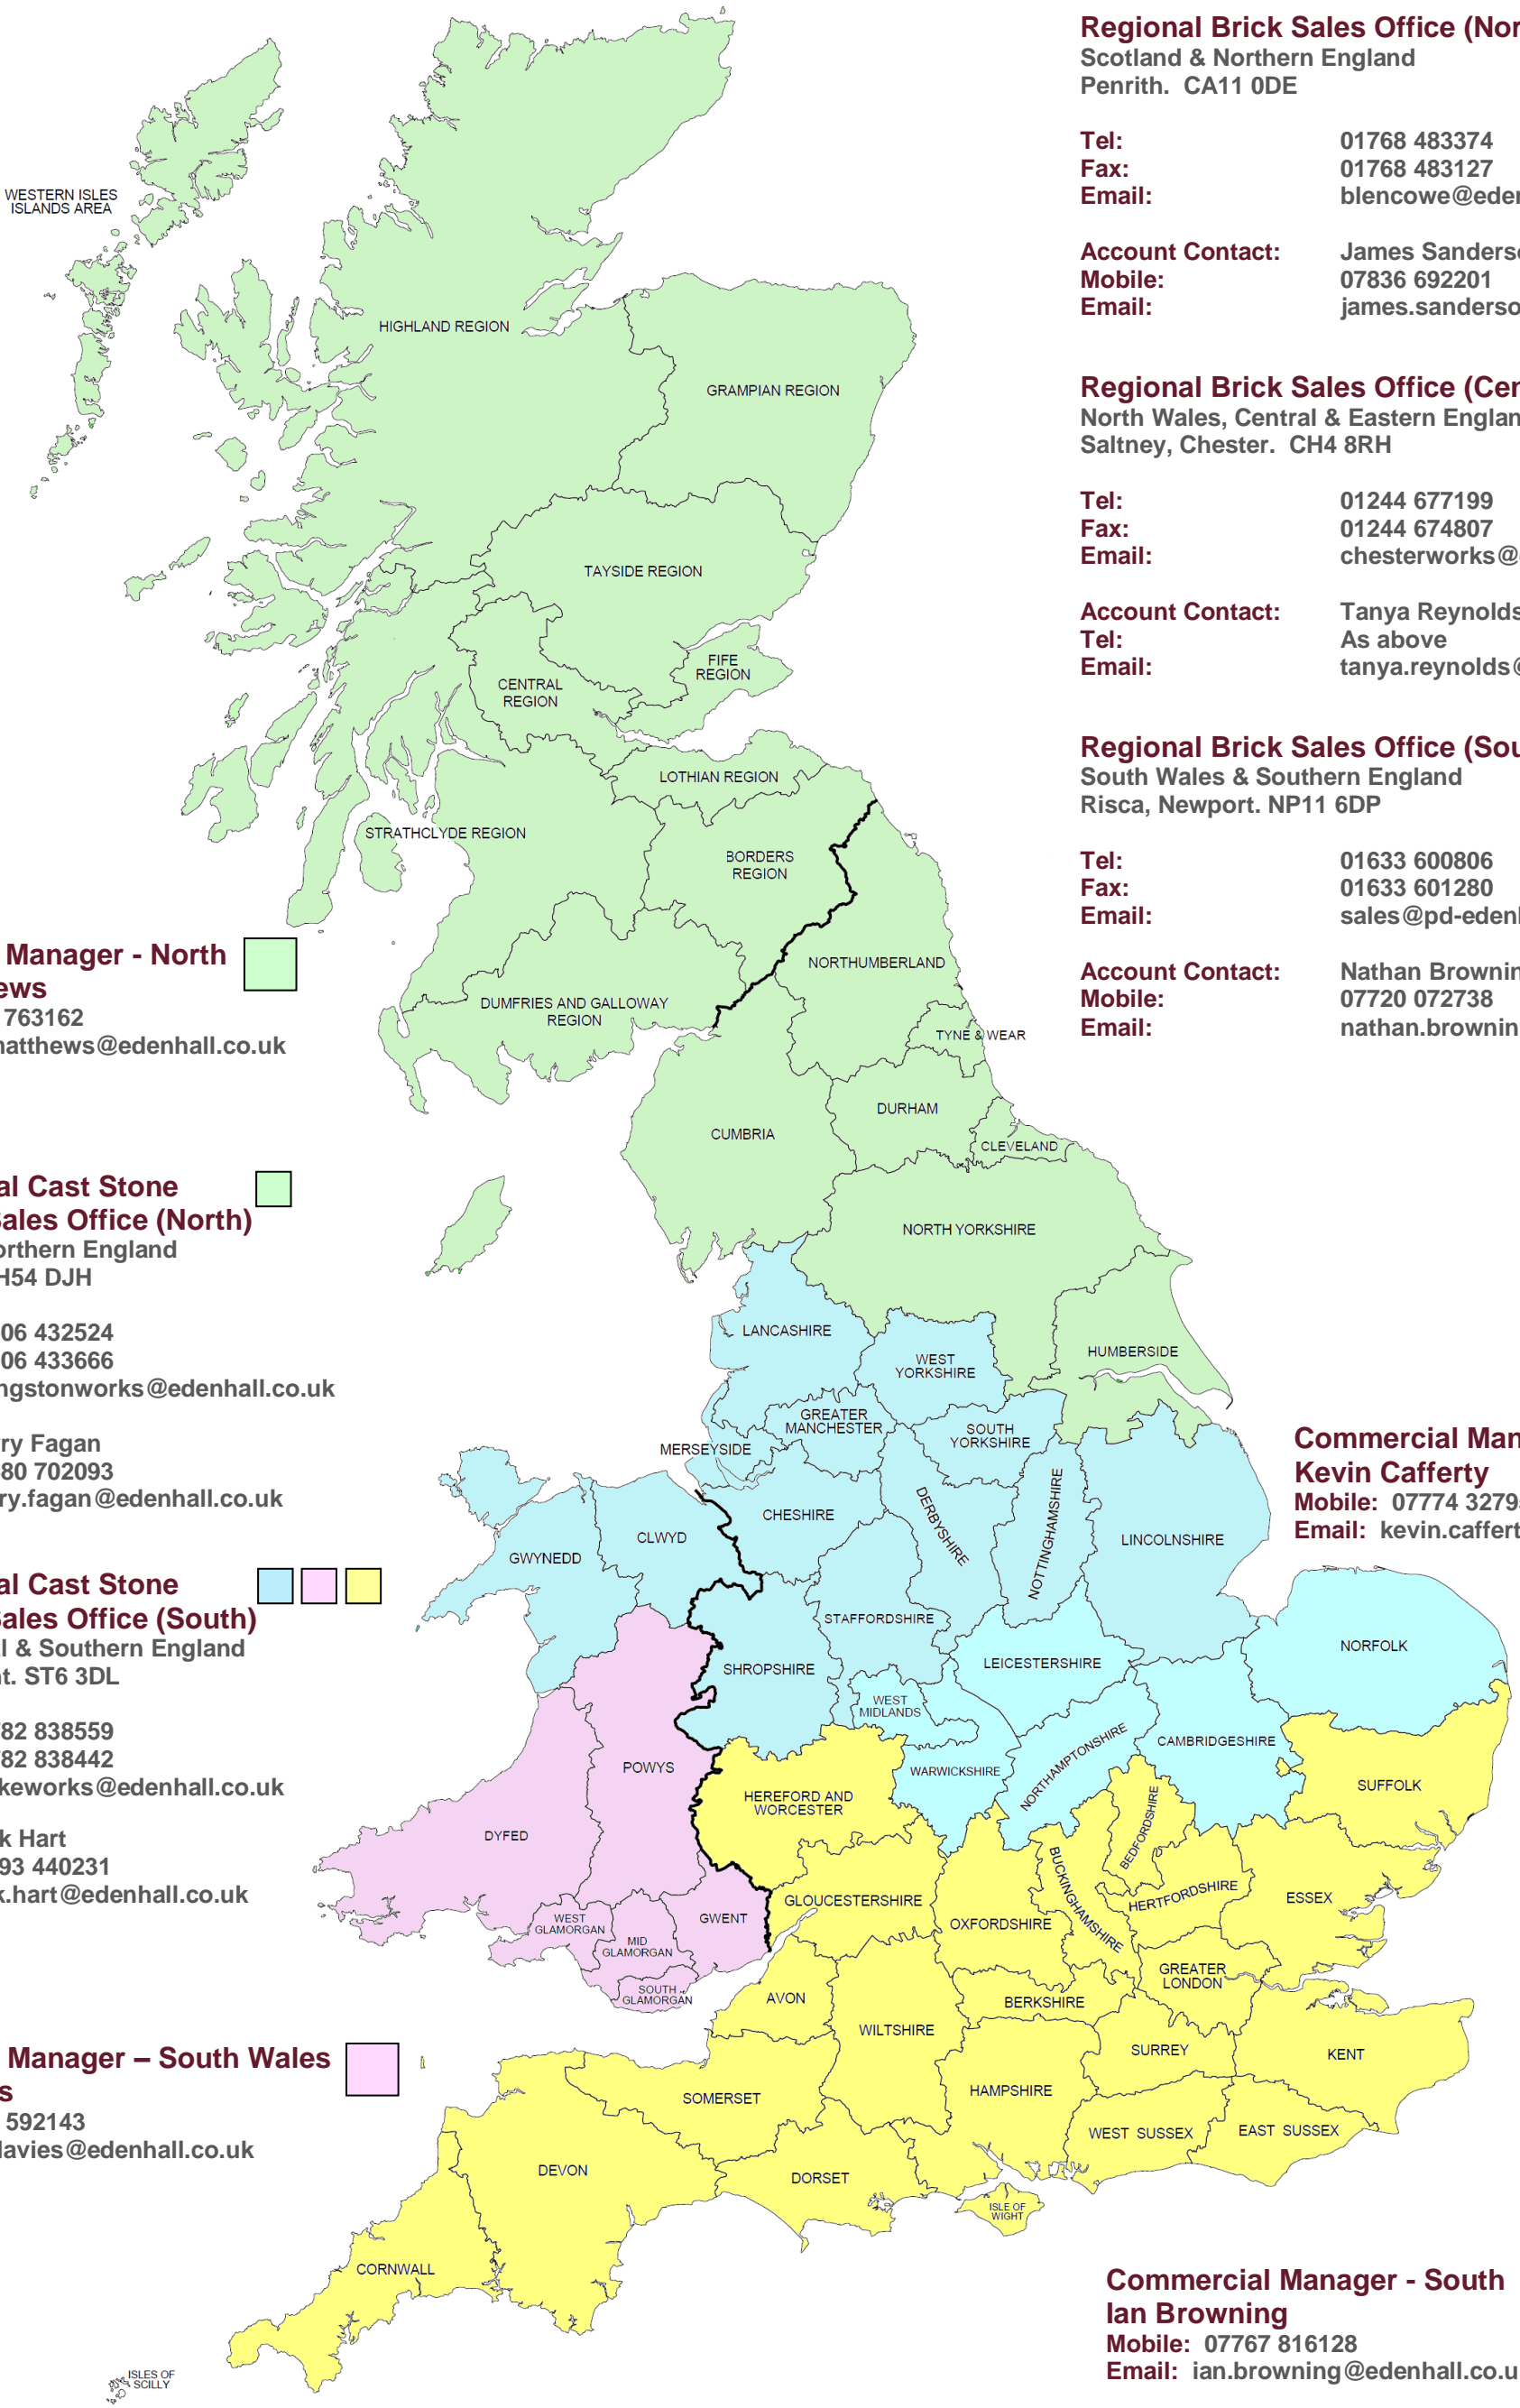 Regional Brick Sales Office (Nor
Scotland & Northern England
Penrith. CA11 0DE
Tel: 01768 483374
Fax: 01768 483127
Email: blencowe@eden
Account Contact: James Sanderso
Mobile: 07836 692201
Email: james.sanderso
Regional Brick Sales Office (Cen
North Wales, Central & Eastern Englan
Saltney, Chester. CH4 8RH
Tel: 01244 677199
Fax: 01244 674807
Email: chesterworks@
Account Contact: Tanya Reynolds
Tel: As above
Email: tanya.reynolds@
Regional Brick Sales Office (Sou
South Wales & Southern England
Risca, Newport. NP11 6DP
Tel: 01633 600806
Fax: 01633 601280
Email: sales@pd-edenh
Account Contact: Nathan Brownin
Mobile: 07720 072738
Email: nathan.brownin
Manager - North
ews
763162
matthews@edenhall.co.uk
al Cast Stone
Sales Office (North)
orthern England
H54 DJH
06 432524
06 433666
ngstonworks@edenhall.co.uk
ry Fagan
80 702093
ry.fagan@edenhall.co.uk
al Cast Stone
Sales Office (South)
l & Southern England
t. ST6 3DL
82 838559
82 838442
keworks@edenhall.co.uk
k Hart
93 440231
k.hart@edenhall.co.uk
Manager – South Wales
s
592143
davies@edenhall.co.uk
Commercial Man
Kevin Cafferty
Mobile: 07774 32795
Email: kevin.caffert
Commercial Manager - South
Ian Browning
Mobile: 07767 816128
Email: ian.browning@edenhall.co.u
WESTERN ISLES
ISLANDS AREA
HIGHLAND REGION
GRAMPIAN REGION
TAYSIDE REGION
FIFE
REGION
CENTRAL
REGION
LOTHIAN REGION
STRATHCLYDE REGION
BORDERS
REGION
NORTHUMBERLAND
DUMFRIES AND GALLOWAY
REGION
TYNE & WEAR
DURHAM
CUMBRIA
CLEVELAND
NORTH YORKSHIRE
LANCASHIRE
HUMBERSIDE
WEST
YORKSHIRE
GREATER
MANCHESTER
SOUTH
YORKSHIRE
MERSEYSIDE
CHESHIRE
DERBYSHIRE
NOTTINGHAMSHIRE
LINCOLNSHIRE
CLWYD
GWYNEDD
STAFFORDSHIRE
NORFOLK
LEICESTERSHIRE
SHROPSHIRE
WEST
MIDLANDS
CAMBRIDGESHIRE
NORTHAMPTONSHIRE
POWYS
WARWICKSHIRE
SUFFOLK
HEREFORD AND
WORCESTER
DYFED
BEDFORDSHIRE
BUCKINGHAMSHIRE
HERTFORDSHIRE
ESSEX
GLOUCESTERSHIRE
OXFORDSHIRE
WEST
GLAMORGAN
GWENT
MID
GLAMORGAN
GREATER
LONDON
SOUTH
GLAMORGAN
AVON
BERKSHIRE
WILTSHIRE
SURREY
KENT
SOMERSET
HAMPSHIRE
WEST SUSSEX
EAST SUSSEX
DEVON
DORSET
ISLE OF
WIGHT
CORNWALL
ISLES OF
SCILLY